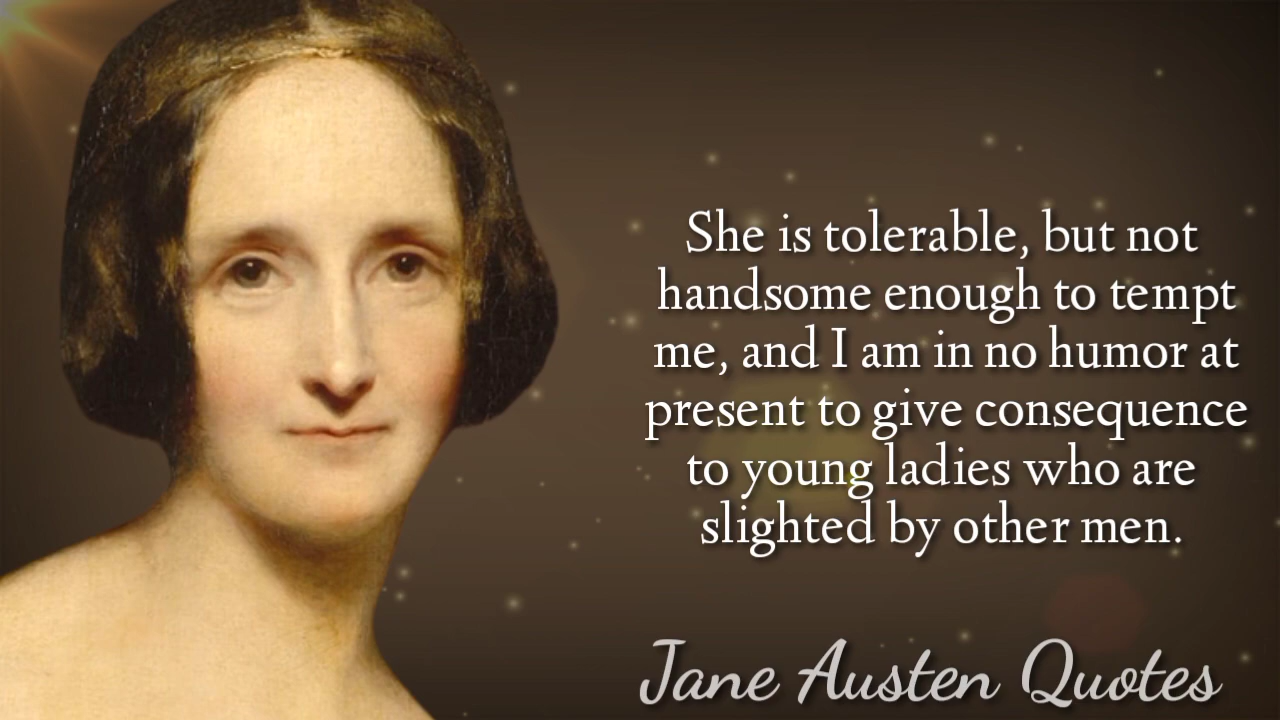 She is tolerable, but not
handsome enough to tempt
me, and I am in no humor at
present to give consequence
to young ladies who are
slighted by other men.
Jane Austen Quotes